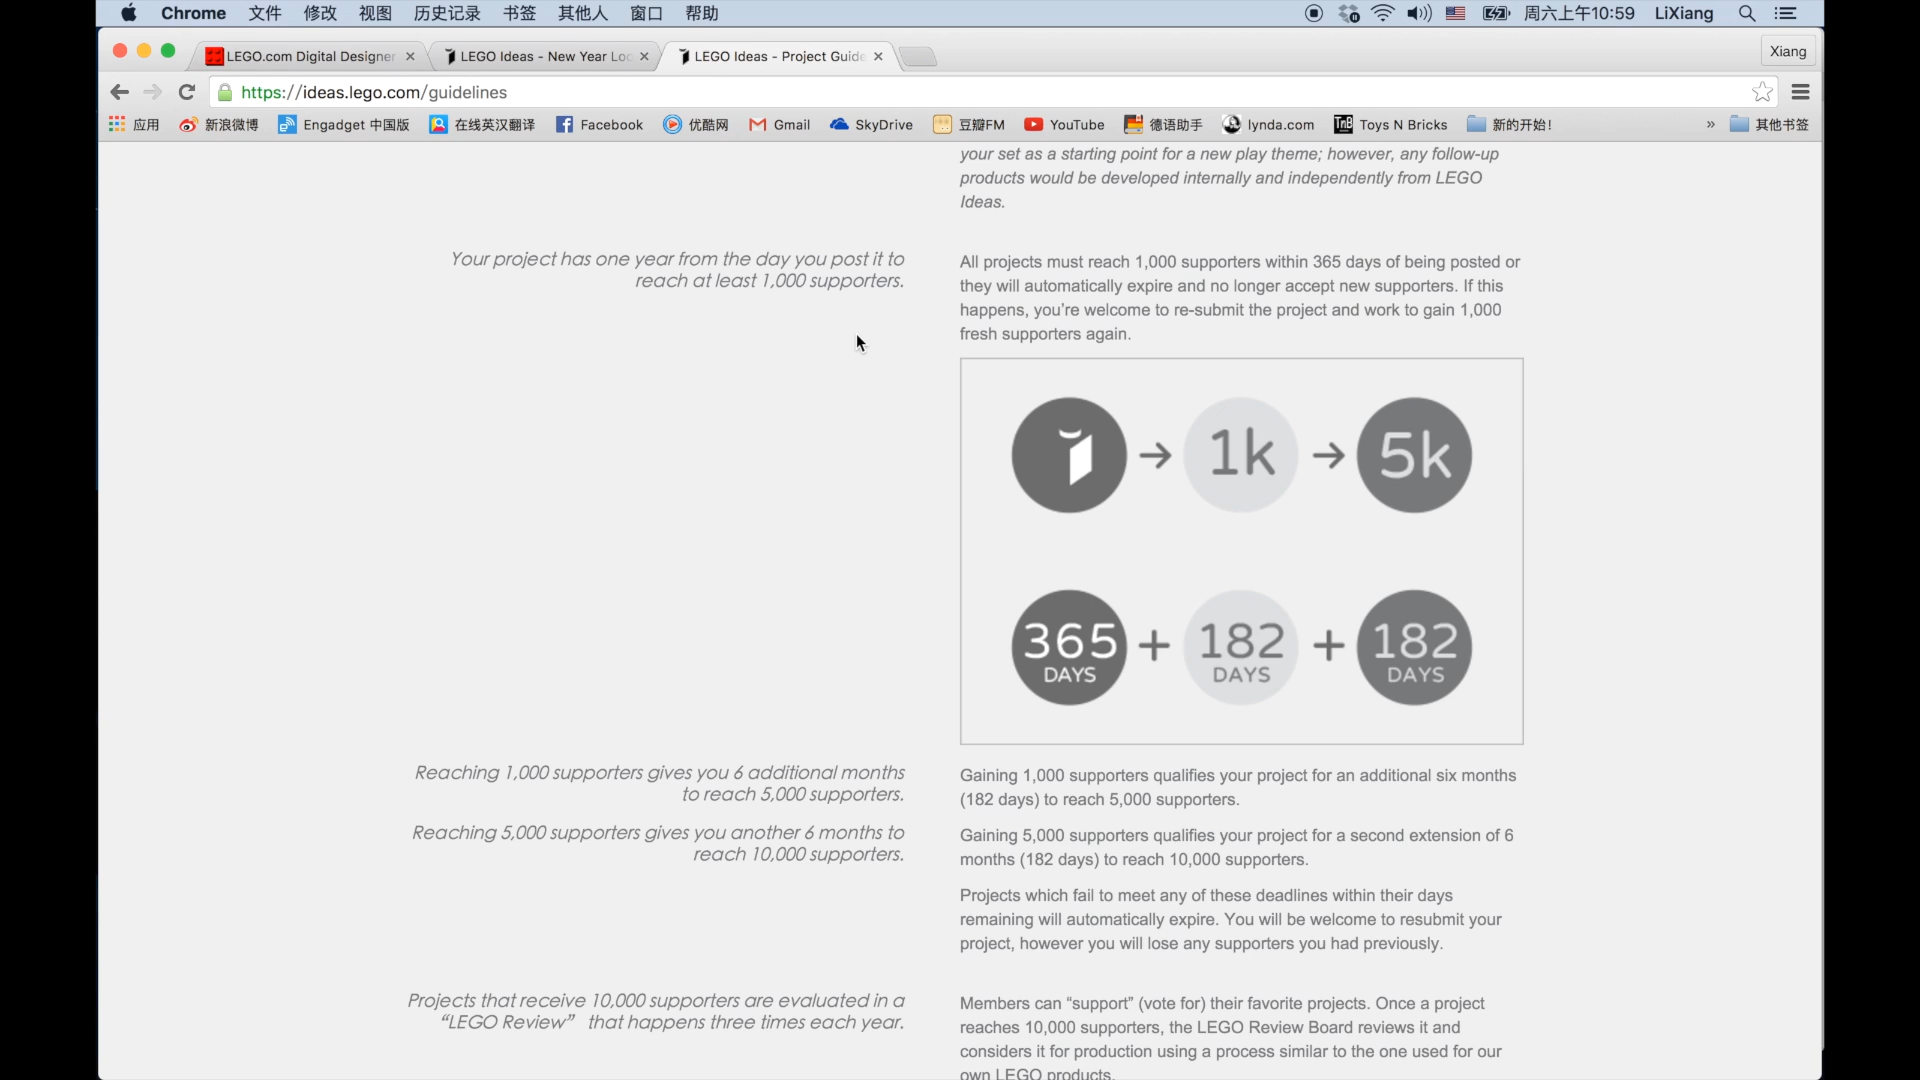 Chrome 文件 修改 视图 历史记录 书签 其他人 窗口 帮助 周六上午10:59 LiXiang
LEGO.com Digital Designer LEGO Ideas - New Year Lo LEGO Ideas - Project Guide Xiang
https://ideas.lego.com/guidelines
应用 新浪微博 Engadget 中国版 在线英汉翻译 Facebook 优酷网 Gmail SkyDrive 豆瓣FM YouTube 德语助手 lynda.com TnB Toys N Bricks 新的开始! » 其他书签
your set as a starting point for a new play theme; however, any follow-up
products would be developed internally and independently from LEGO
Ideas.
Your project has one year from the day you post it to
reach at least 1,000 supporters.
All projects must reach 1,000 supporters within 365 days of being posted or
they will automatically expire and no longer accept new supporters. If this
happens, you're welcome to re-submit the project and work to gain 1,000
fresh supporters again.
1k 5k
365 DAYS + 182 DAYS + 182 DAYS
Reaching 1,000 supporters gives you 6 additional months
to reach 5,000 supporters.
Gaining 1,000 supporters qualifies your project for an additional six months
(182 days) to reach 5,000 supporters.
Reaching 5,000 supporters gives you another 6 months to
reach 10,000 supporters.
Gaining 5,000 supporters qualifies your project for a second extension of 6
months (182 days) to reach 10,000 supporters.
Projects which fail to meet any of these deadlines within their days
remaining will automatically expire. You will be welcome to resubmit your
project, however you will lose any supporters you had previously.
Projects that receive 10,000 supporters are evaluated in a
“LEGO Review” that happens three times each year.
Members can “support” (vote for) their favorite projects. Once a project
reaches 10,000 supporters, the LEGO Review Board reviews it and
considers it for production using a process similar to the one used for our
own LEGO products.